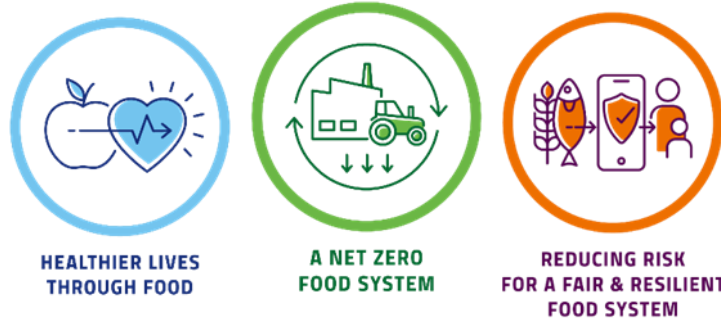 HEALTHIER LIVES
THROUGH FOOD
A NET ZERO
FOOD SYSTEM
REDUCING RISK
FOR A FAIR & RESILIENT
FOOD SYSTEM